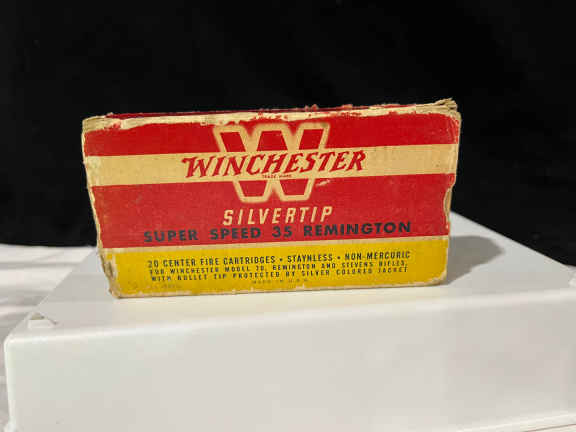 W
WINCHESTER
TRADE MARK
SILVERTIP
SUPER SPEED 35 REMINGTON
20 CENTER FIRE CARTRIDGES • STAYNLESS • NON-MERCURIC
FOR WINCHESTER MODEL 70, REMINGTON AND STEVENS RIFLES,
WITH BULLET TIP PROTECTED BY SILVER COLORED JACKET
MADE IN U.S.A.